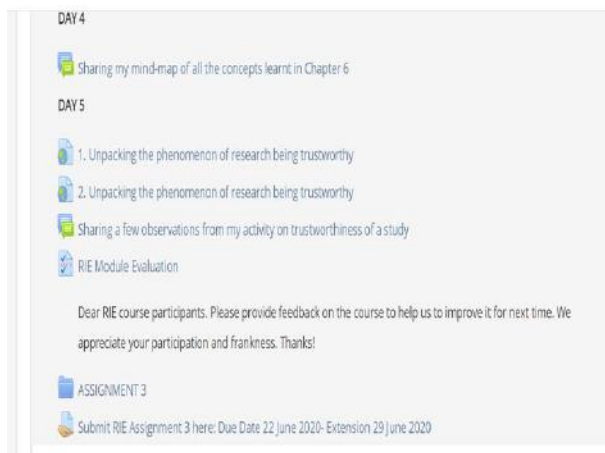 DAY 4
Sharing my mind-map of all the concepts learnt in Chapter 6
DAY 5
1. Unpacking the phenomenon of research being trustworthy
2. Unpacking the phenomenon of research being trustworthy
Sharing a few observations from my activity on trustworthiness of a study
RIE Module Evaluation
Dear RIE course participants. Please provide feedback on the course to help us to improve it for next time. We
appreciate your participation and frankness. Thanks!
ASSIGNMENT 3
Submit RIE Assignment 3 here: Due Date 22 June 2020- Extension 29 June 2020